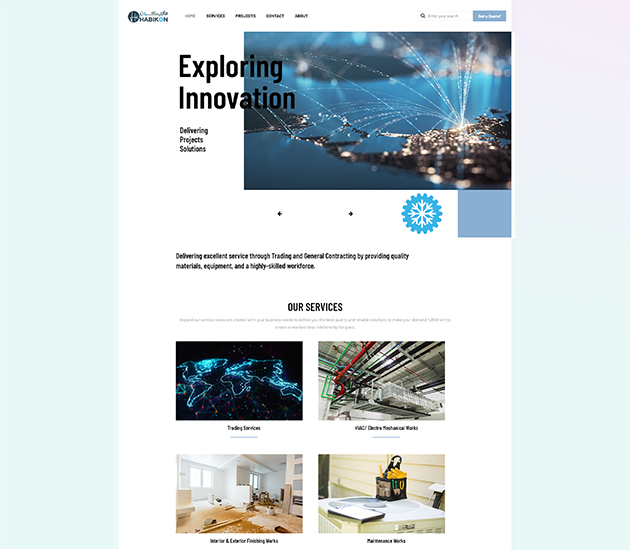 HABIKON
HOME SERVICES PROJECTS CONTACT ABOUT
Enter your search
Get a Quote!
Exploring
Innovation
Delivering
Projects
Solutions
Delivering excellent service through Trading and General Contracting by providing quality
materials, equipment, and a highly-skilled workforce.
OUR SERVICES
Trading Services
HVAC/ Electro Mechanical Works
Interior & Exterior Finishing Works
Maintenance Works